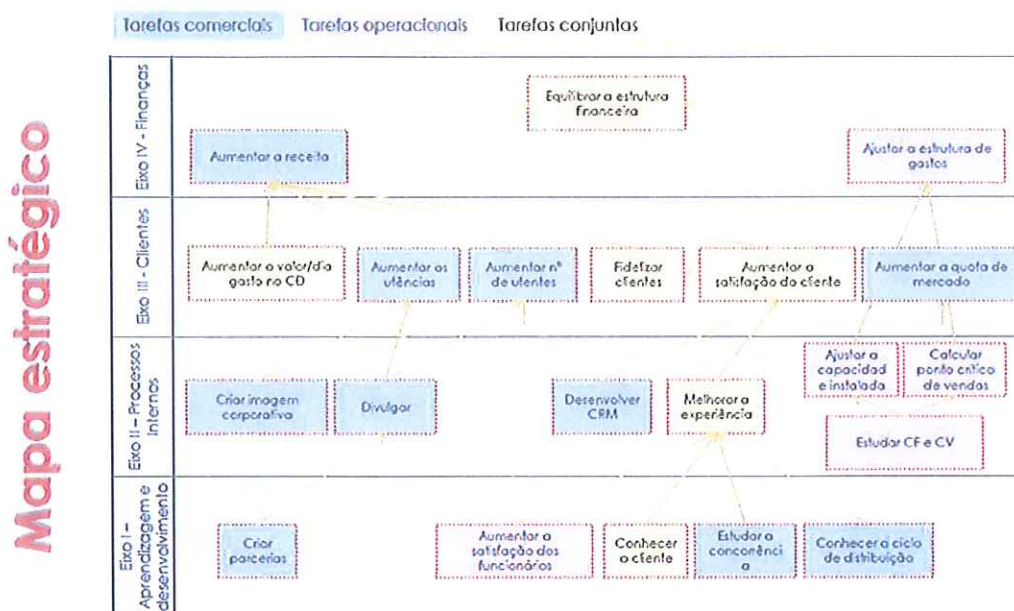 Mapa estratégico
Tarefas comerciais Tarefas operacionais Tarefas conjuntas
Eixo IV - Finanças
Equilibrar a estrutura
financeira
Aumentar a receita
Ajustar a estrutura de
gastos
Eixo III - Clientes
Aumentar o valor/dia
gasto no CD
Aumentar as
utências
Aumentar nº
de utentes
Fidelizar
clientes
Aumentar a
satisfação do cliente
Aumentar a quota de
mercado
Eixo II – Processos
Internos
Criar imagem
corporativa
Divulgar
Desenvolver
CRM
Melhorar a
experiência
Ajustar a
capacidad
e instalada
Calcular
ponto crítico
de vendas
Estudar CF e CV
Eixo I –
Aprendizagem e
desenvolvimento
Criar
parcerias
Aumentar a
satisfação dos
funcionários
Conhecer
o cliente
Estudar a
concorrênci
a
Conhecer o ciclo
de distribuição